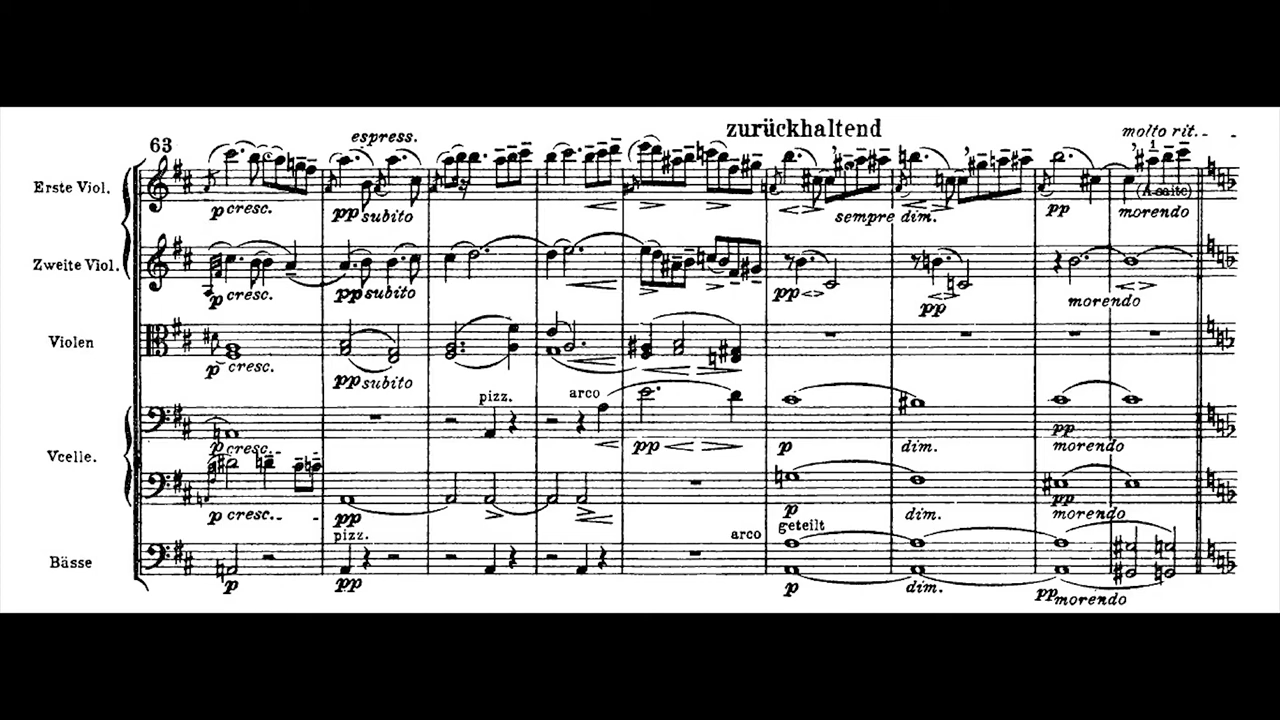 zurückhaltend
63 espress. molto rit.
Erste Viol.
p cresc. pp subito sempre dim. pp morendo
(A saite)
1
Zweite Viol.
p cresc. pp subito pp pp morendo
Violen
p cresc. pp subito
pizz. arco
p cresc. pp p dim. pp morendo
Vcelle.
p cresc. pp p dim. pp morendo
pizz. arco geteilt
Bässe
p pp p dim. pp morendo